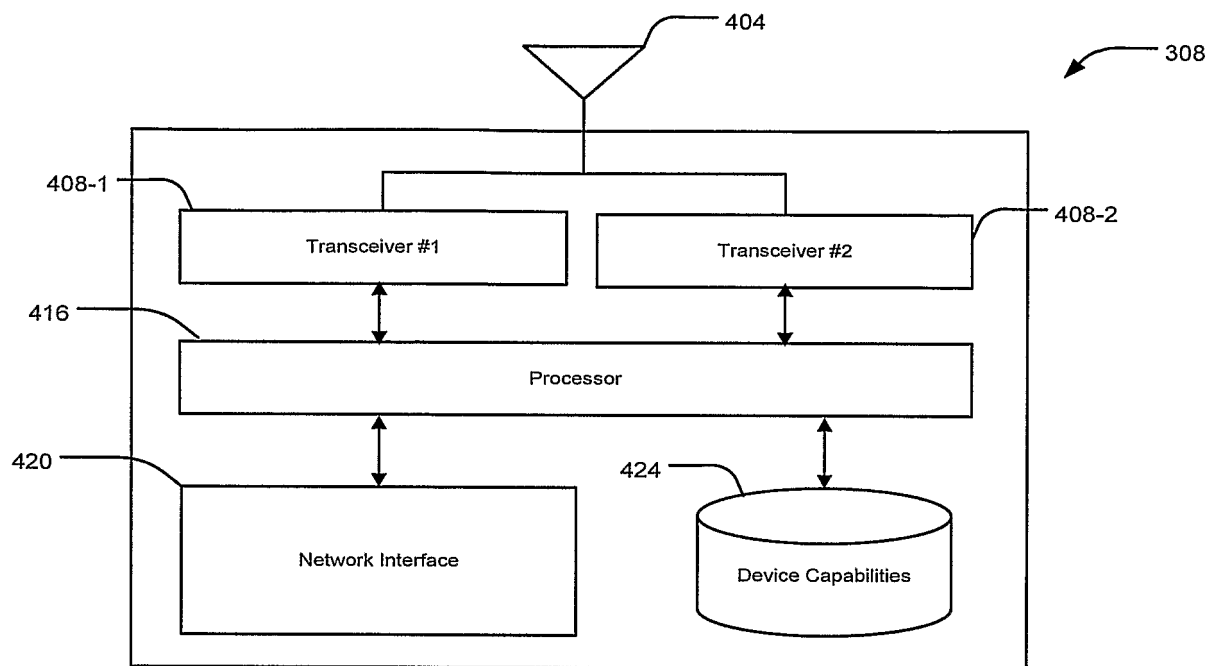 404
308
408-1
Transceiver #1
Transceiver #2
408-2
416
Processor
420
424
Network Interface
Device Capabilities